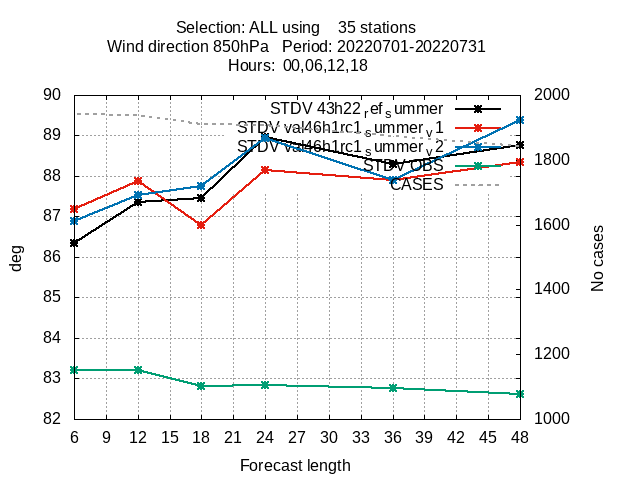 Selection: ALL using    35 stations
Wind direction 850hPa   Period: 20220701-20220731
Hours: 00,06,12,18
90 2000
STDV 43h22ref_summer
STDV val46h1rc1summerv1
89
STDV val46h1rc1summerv2
STDV OBS 1800
88 CASES
87
1600
deg 86 No cases
85 1400
84
1200
83
82 1000
6 9 12 15 18 21 24 27 30 33 36 39 42 45 48
Forecast length